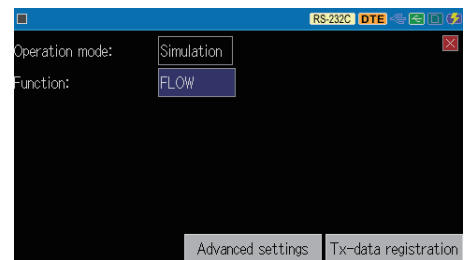 RS-232C DTE
Operation mode: Simulation
Function: FLOW
Advanced settings Tx-data registration